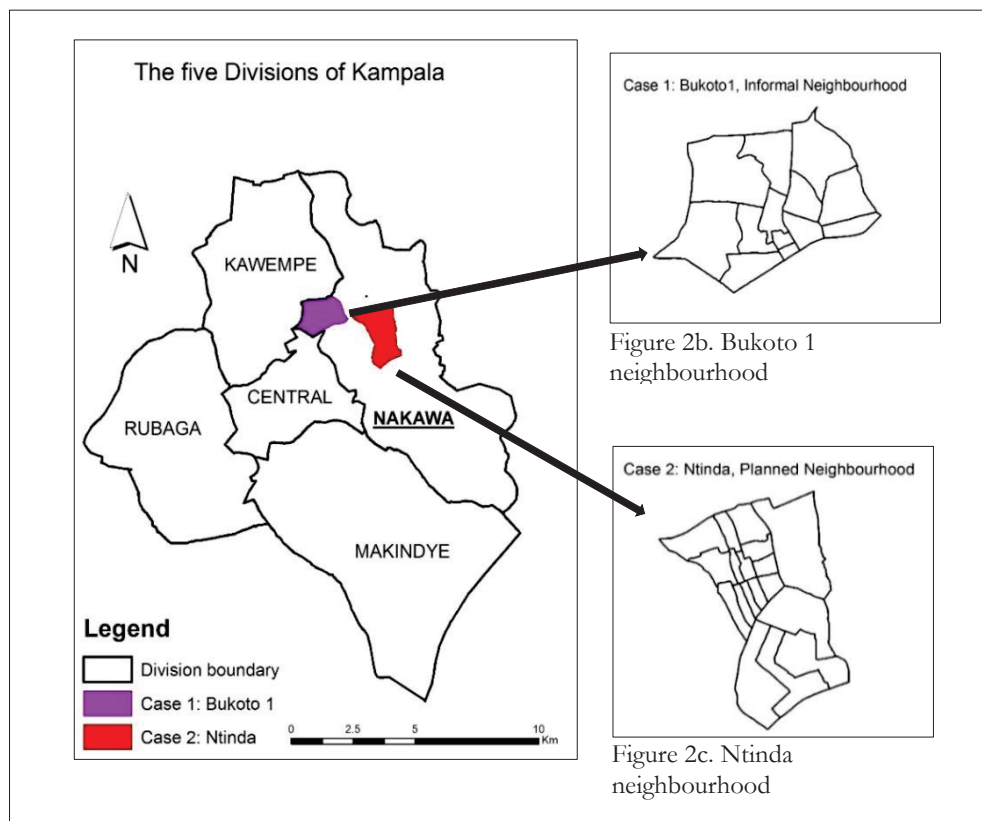 The five Divisions of Kampala
N
KAWEMPE
CENTRAL
RUBAGA
NAKAWA
MAKINDYE
Legend
Division boundary
Case 1: Bukoto 1
Case 2: Ntinda
0 2.5 5 10
Km
Case 1: Bukoto1, Informal Neighbourhood
Figure 2b. Bukoto 1
neighbourhood
Case 2: Ntinda, Planned Neighbourhood
Figure 2c. Ntinda
neighbourhood